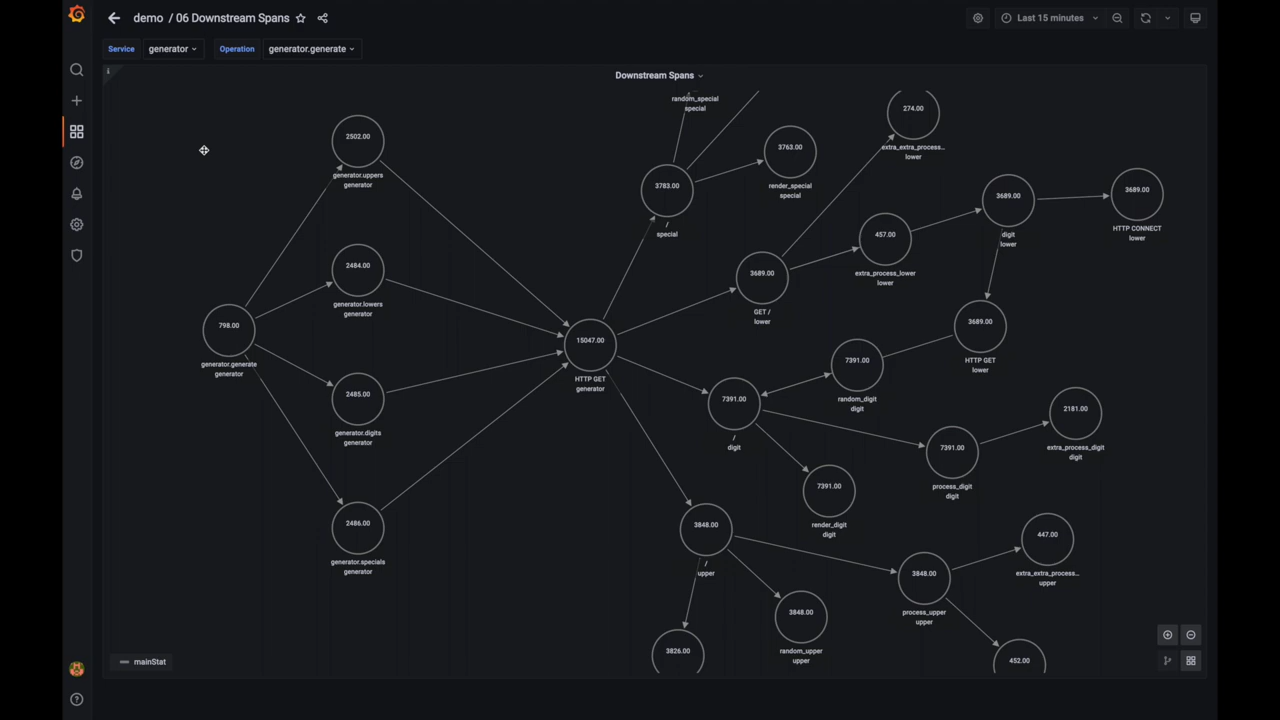 demo / 06 Downstream Spans
Last 15 minutes
Service generator Operation generator.generate
i
Downstream Spans
random_special
special
274.00
extra_extra_process…
lower
2502.00
generator.uppers
generator
3763.00
render_special
special
3783.00
/
special
3689.00
digit
lower
3689.00
HTTP CONNECT
lower
457.00
extra_process_lower
lower
2484.00
generator.lowers
generator
3689.00
GET /
lower
798.00
generator.generate
generator
15047.00
HTTP GET
generator
3689.00
HTTP GET
lower
7391.00
random_digit
digit
2485.00
generator.digits
generator
7391.00
/
digit
2181.00
extra_process_digit
digit
7391.00
process_digit
digit
7391.00
render_digit
digit
2486.00
generator.specials
generator
3848.00
/
upper
447.00
extra_extra_process…
upper
3848.00
process_upper
upper
3848.00
random_upper
upper
3826.00
452.00
mainStat